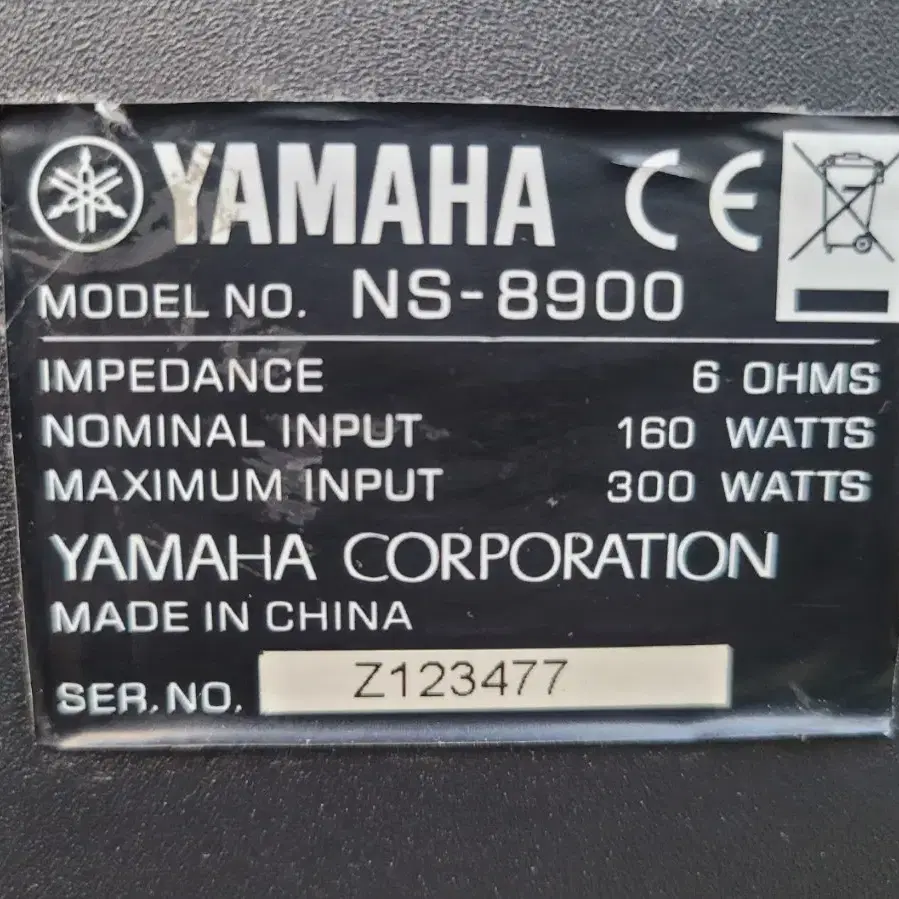 YAMAHA CE
MODEL NO. NS-8900
IMPEDANCE 6 OHMS
NOMINAL INPUT 160 WATTS
MAXIMUM INPUT 300 WATTS
YAMAHA CORPORATION
MADE IN CHINA
SER.NO. Z123477